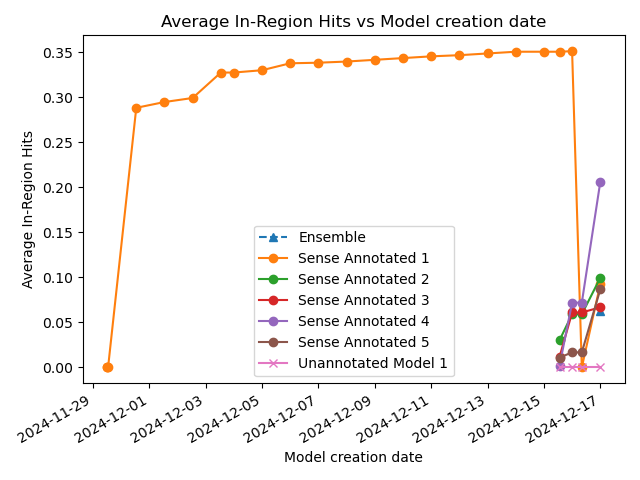 Average In-Region Hits vs Model creation date
Average In-Region Hits
0.35
0.30
0.25
0.20
0.15
0.10
0.05
0.00
Ensemble
Sense Annotated 1
Sense Annotated 2
Sense Annotated 3
Sense Annotated 4
Sense Annotated 5
Unannotated Model 1
2024-11-29
2024-12-01
2024-12-03
2024-12-05
2024-12-07
2024-12-09
2024-12-11
2024-12-13
2024-12-15
2024-12-17
Model creation date